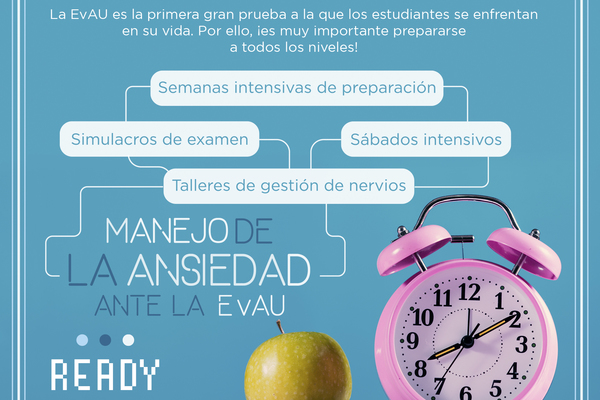 La EvAU es la primera gran prueba a la que los estudiantes se enfrentan
en su vida. Por ello, ¡es muy importante prepararse
a todos los niveles!
Semanas intensivas de preparación
Simulacros de examen
Sábados intensivos
Talleres de gestión de nervios
MANEJO DE
LA ANSIEDAD
ANTE LA EvAU
READY
11 12 1
10 2
9 3
8 4
7 6